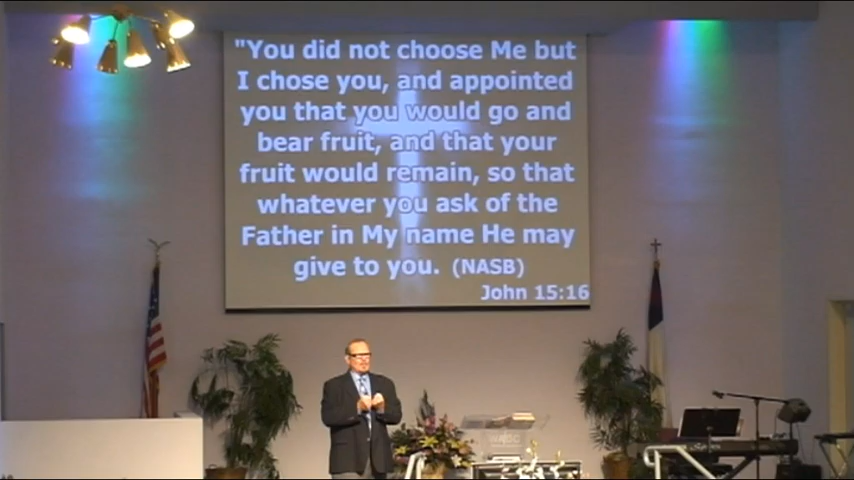 "You did not choose Me but
I chose you, and appointed
you that you would go and
bear fruit, and that your
fruit would remain, so that
whatever you ask of the
Father in My name He may
give to you. (NASB)
John 15:16